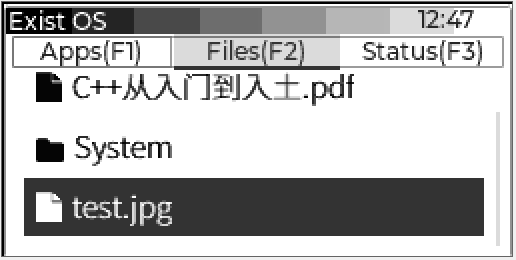 Exist OS 12:47
Apps(F1) Files(F2) Status(F3)
C++从入门到入土.pdf
System
test.jpg